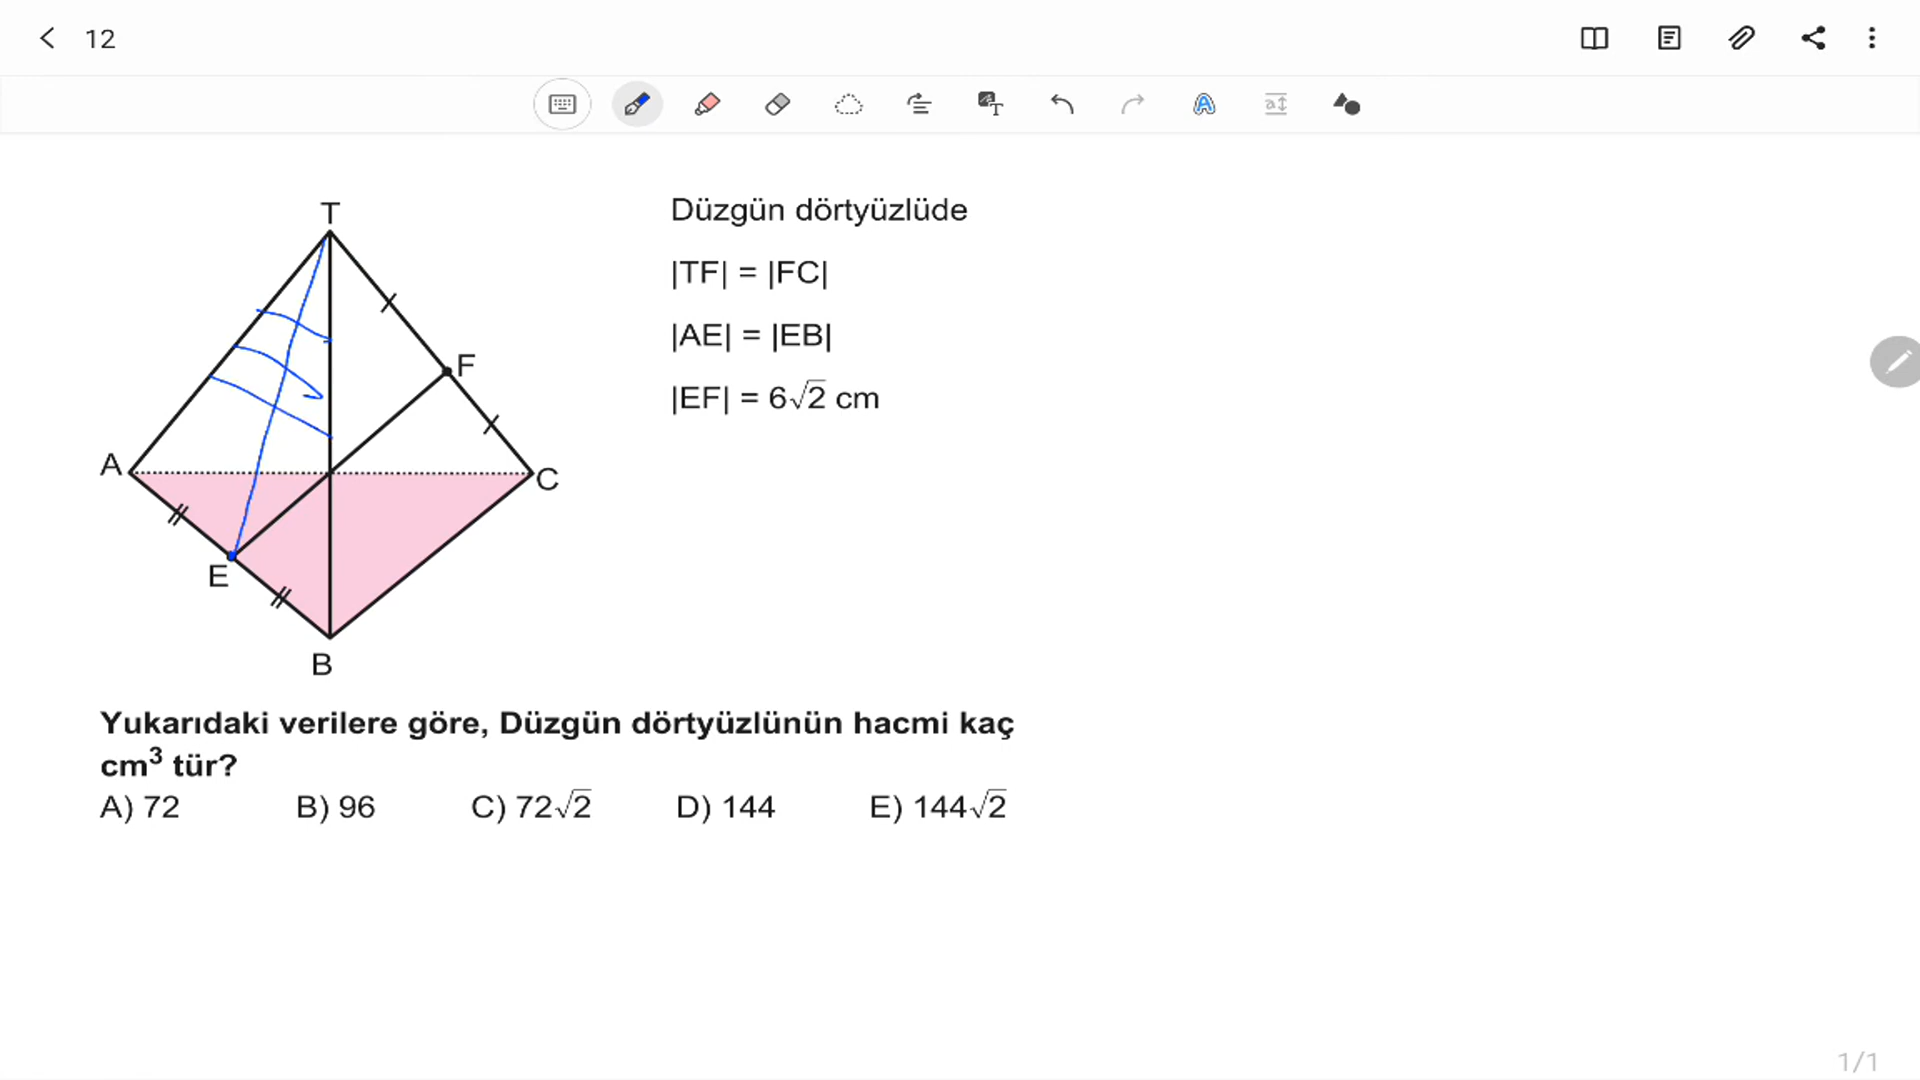 12
T
Düzgün dörtyüzlüde
|TF| = |FC|
F
|AE| = |EB|
|EF| = 6√2 cm
A
C
E
B
Yukarıdaki verilere göre, Düzgün dörtyüzlünün hacmi kaç
cm³ tür?
A) 72 B) 96 C) 72√2 D) 144 E) 144√2
1/1